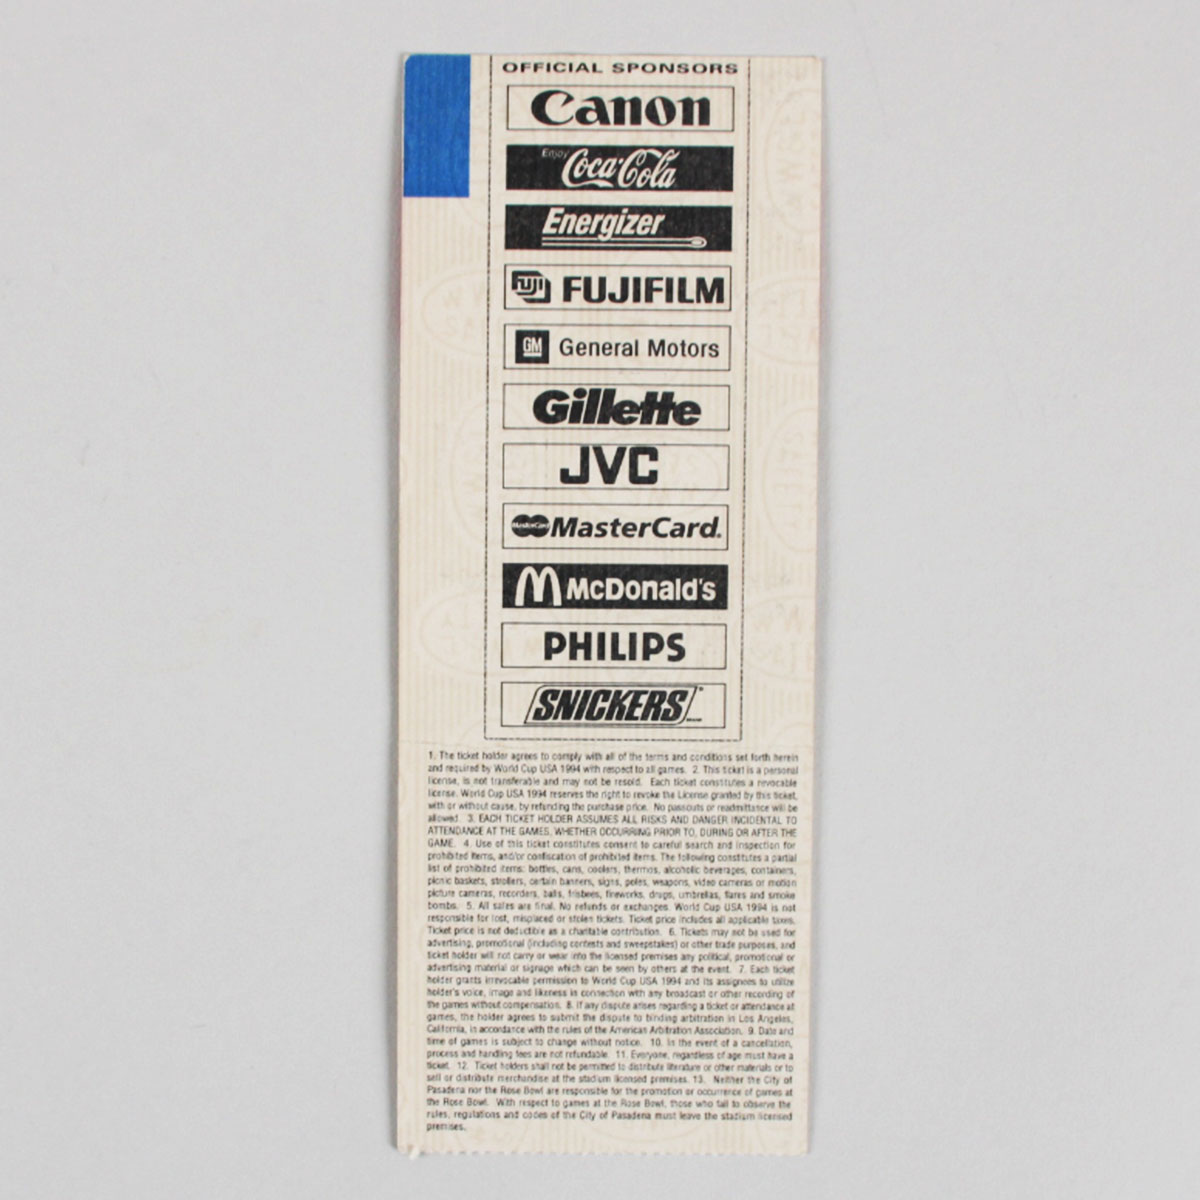 OFFICIAL SPONSORS
Canon
Enjoy
Coca-Cola
Energizer
FUJI FUJIFILM
GM General Motors
Gillette
JVC
MasterCard MasterCard.
M McDonald's
PHILIPS
SNICKERS®
1. The ticket holder agrees to comply with all of the terms and conditions set forth herein
and required by World Cup USA 1994 with respect to all games. 2. This ticket is a personal
license, is not transferable and may not be resold. Each ticket constitutes a revocable
license. World Cup USA 1994 reserves the right to revoke the License granted by this ticket,
with or without cause, by refunding the purchase price. No passouts or readmittance will be
allowed. 3. EACH TICKET HOLDER ASSUMES ALL RISKS AND DANGER INCIDENTAL TO
ATTENDANCE AT THE GAMES, WHETHER OCCURRING PRIOR TO, DURING OR AFTER THE
GAME. 4. Use of this ticket constitutes consent to careful search and inspection for
prohibited items, and/or confiscation of prohibited items. The following constitutes a partial
list of prohibited items: bottles, cans, coolers, thermos, alcoholic beverages, containers,
picnic baskets, strollers, certain banners, signs, poles, weapons, video cameras or motion
picture cameras, recorders, balls, frisbees, fireworks, drugs, umbrellas, flares and smoke
bombs. 5. All sales are final. No refunds or exchanges. World Cup USA 1994 is not
responsible for lost, misplaced or stolen tickets. Ticket price includes all applicable taxes.
Ticket price is not deductible as a charitable contribution. 6. Tickets may not be used for
advertising, promotional (including contests and sweepstakes) or other trade purposes, and
ticket holder will not carry or wear into the licensed premises any political, promotional or
advertising material or signage which can be seen by others at the event. 7. Each ticket
holder grants irrevocable permission to World Cup USA 1994 and its assignees to utilize
holder's voice, image and likeness in connection with any broadcast or other recording of
the games without compensation. 8. If any dispute arises regarding a ticket or attendance at
games, the holder agrees to submit the dispute to binding arbitration in Los Angeles,
California, in accordance with the rules of the American Arbitration Association. 9. Date and
time of games is subject to change without notice. 10. In the event of a cancellation,
process and handling fees are not refundable. 11. Everyone, regardless of age must have a
ticket. 12. Ticket holders shall not be permitted to distribute literature or other materials or to
sell or distribute merchandise at the stadium licensed premises. 13. Neither the City of
Pasadena nor the Rose Bowl are responsible for the promotion or occurrence of games at
the Rose Bowl. With respect to games at the Rose Bowl, those who fail to observe the
rules, regulations and codes of the City of Pasadena must leave the stadium licensed
premises.